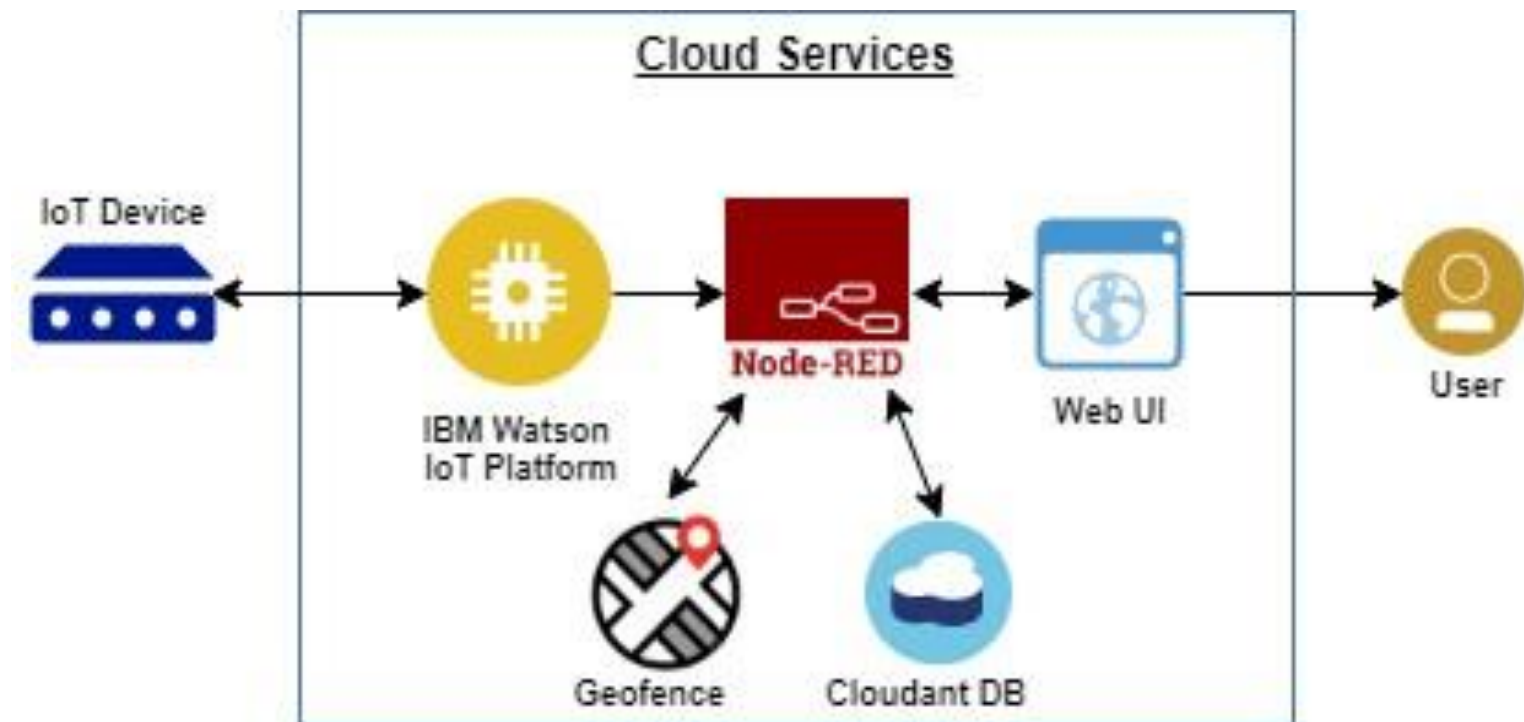 Cloud Services
IoT Device
Node-RED
IBM Watson
IoT Platform
Web UI
User
Geofence
Cloudant DB